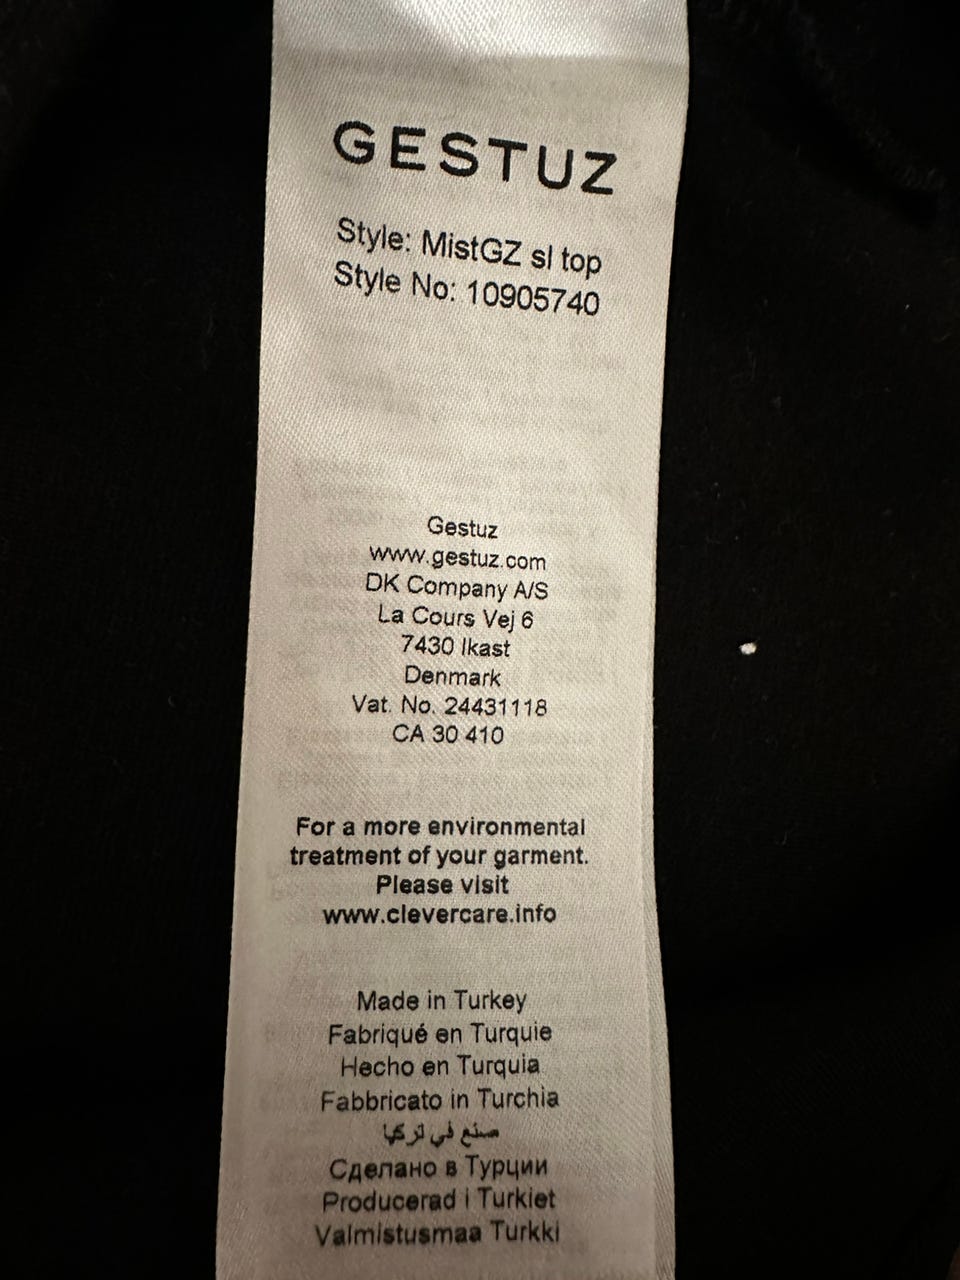 GESTUZ
Style: MistGZ sl top
Style No: 10905740
Gestuz
www.gestuz.com
DK Company A/S
La Cours Vej 6
7430 Ikast
Denmark
Vat. No. 24431118
CA 30 410
For a more environmental
treatment of your garment.
Please visit
www.clevercare.info
Made in Turkey
Fabriqué en Turquie
Hecho en Turquia
Fabbricato in Turchia
صنع في تركيا
Сделано в Турции
Producerad i Turkiet
Valmistusmaa Turkki